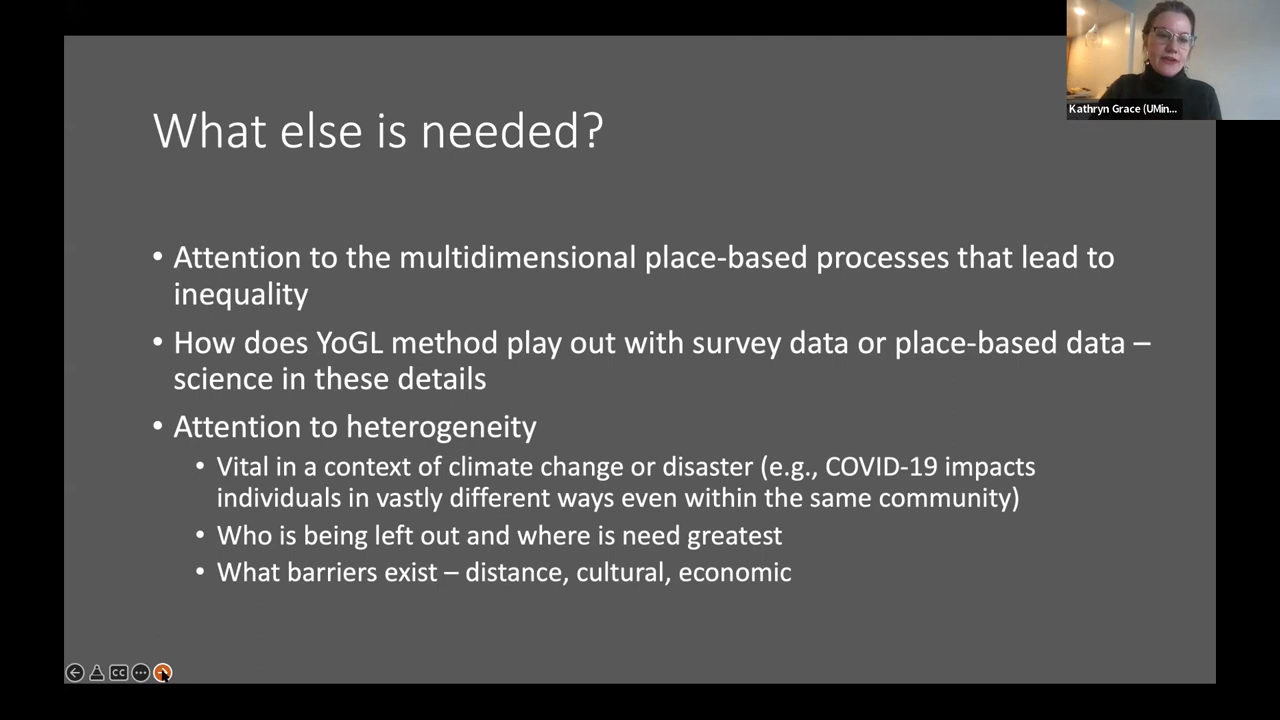 Kathryn Grace (UMin...
What else is needed?
• Attention to the multidimensional place-based processes that lead to
inequality
• How does YoGL method play out with survey data or place-based data –
science in these details
• Attention to heterogeneity
• Vital in a context of climate change or disaster (e.g., COVID-19 impacts
individuals in vastly different ways even within the same community)
• Who is being left out and where is need greatest
• What barriers exist – distance, cultural, economic
CC